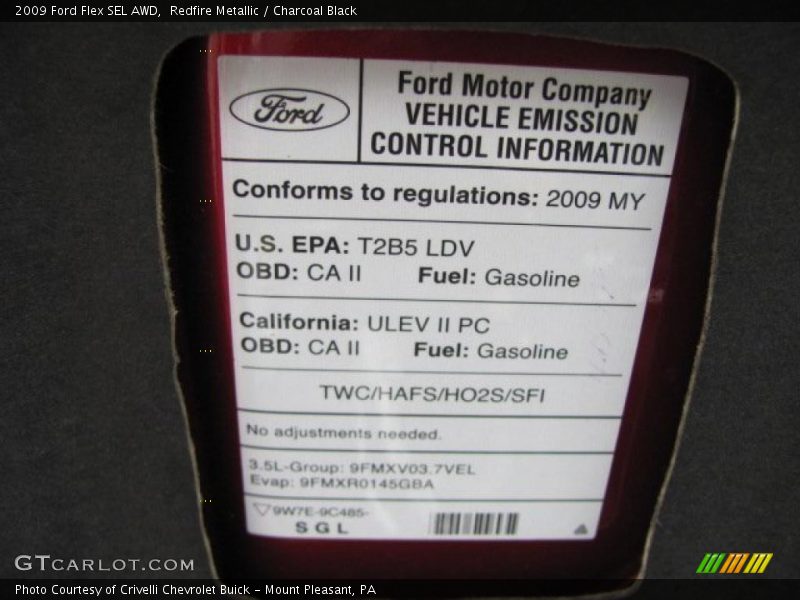 2009 Ford Flex SEL AWD, Redfire Metallic / Charcoal Black
Ford
Ford Motor Company
VEHICLE EMISSION
CONTROL INFORMATION
Conforms to regulations: 2009 MY
U.S. EPA: T2B5 LDV
OBD: CA II Fuel: Gasoline
California: ULEV II PC
OBD: CA II Fuel: Gasoline
TWC/HAFS/HO2S/SFI
No adjustments needed.
3.5L-Group: 9FMXV03.7VEL
Evap: 9FMXR0145GBA
9W7E-9C485-
SGL
GTCARLOT.COM
Photo Courtesy of Crivelli Chevrolet Buick – Mount Pleasant, PA